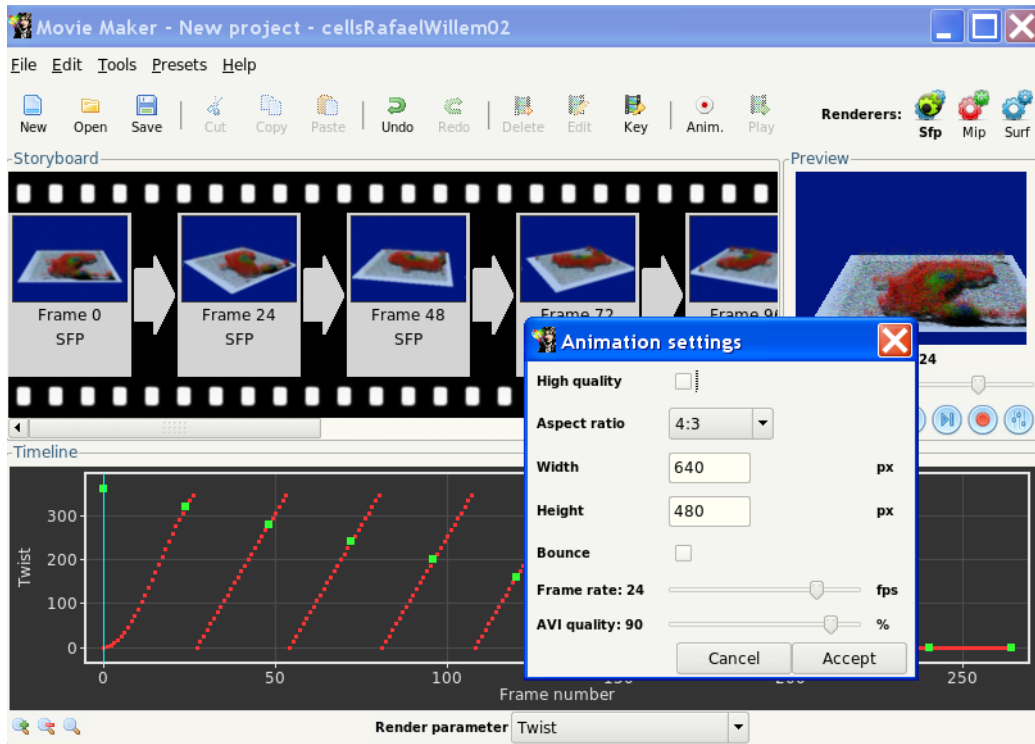 Movie Maker - New project - cellsRafaelWillem02
File Edit Tools Presets Help
New Open Save Cut Copy Paste Undo Redo Delete Edit Key Anim. Play Renderers: Sfp Mip Surf
Storyboard
Preview
Frame 0
SFP
Frame 24
SFP
Frame 48
SFP
Frame 72
Frame 96
24
Animation settings
High quality
Aspect ratio 4:3
Width 640 px
Height 480 px
Bounce
Frame rate: 24 fps
AVI quality: 90 %
Cancel Accept
Timeline
Twist
300
200
100
0
0 50 100 150 200 250
Frame number
Render parameter Twist